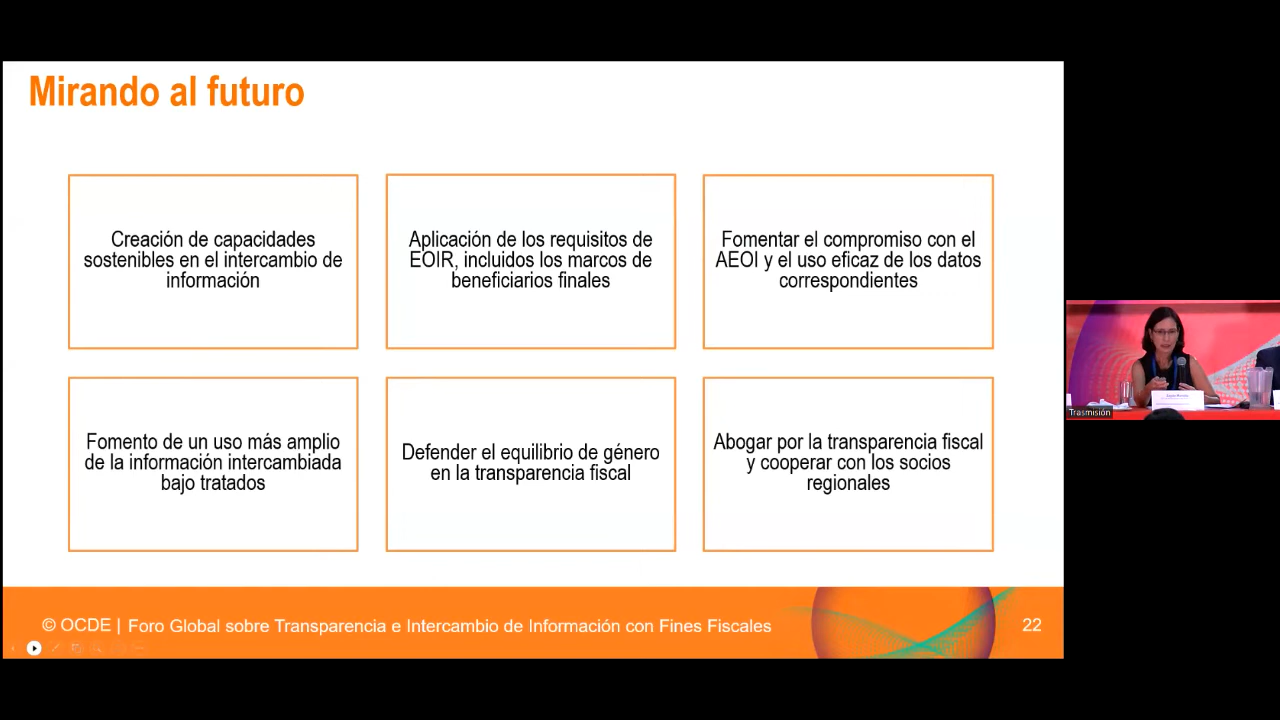 Mirando al futuro
Creación de capacidades
sostenibles en el intercambio de
información
Aplicación de los requisitos de
EOIR, incluidos los marcos de
beneficiarios finales
Fomentar el compromiso con el
AEOI y el uso eficaz de los datos
correspondientes
Fomento de un uso más amplio
de la información intercambiada
bajo tratados
Defender el equilibrio de género
en la transparencia fiscal
Abogar por la transparencia fiscal
y cooperar con los socios
regionales
© OCDE | Foro Global sobre Transparencia e Intercambio de Información con Fines Fiscales
22
Trasmisión